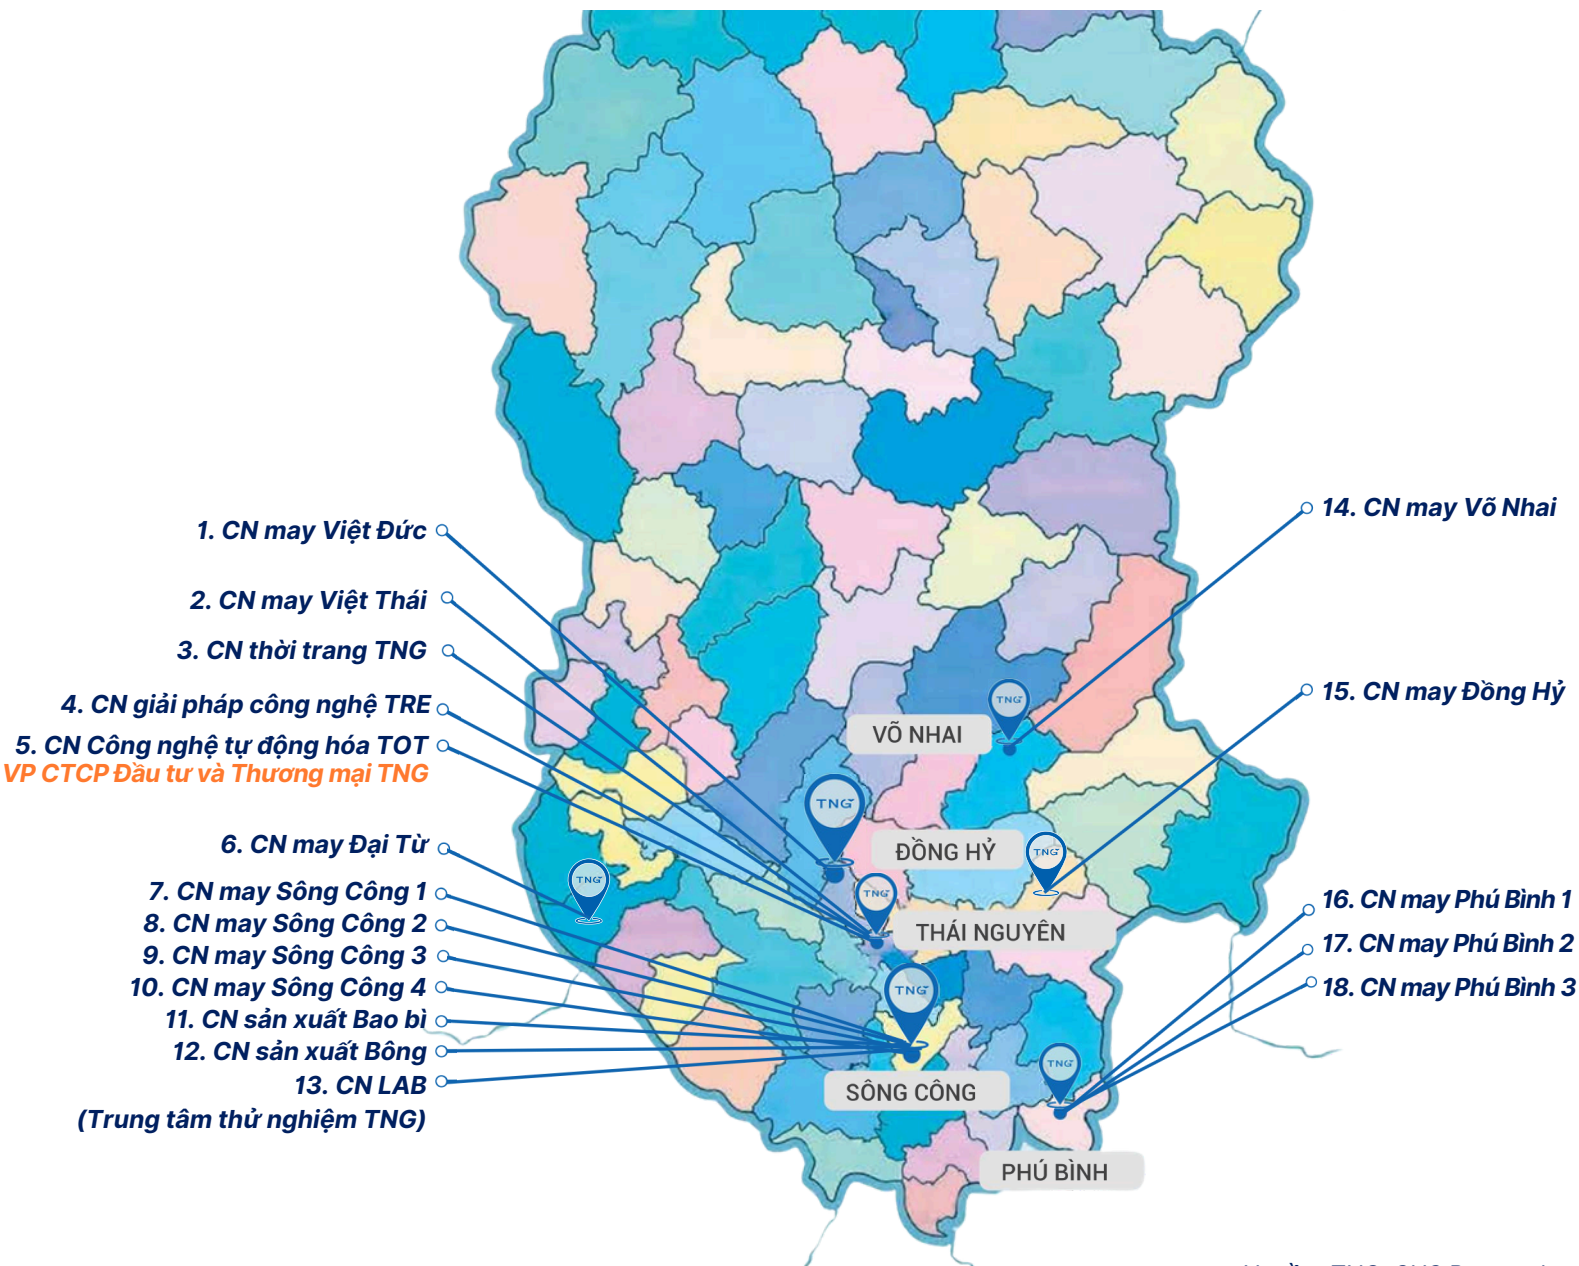 1. CN may Việt Đức
2. CN may Việt Thái
3. CN thời trang TNG
4. CN giải pháp công nghệ TRE
5. CN Công nghệ tự động hóa TOT
VP CTCP Đầu tư và Thương mại TNG
6. CN may Đại Từ
7. CN may Sông Công 1
8. CN may Sông Công 2
9. CN may Sông Công 3
10. CN may Sông Công 4
11. CN sản xuất Bao bì
12. CN sản xuất Bông
13. CN LAB
(Trung tâm thử nghiệm TNG)
TNG
VÕ NHAI
TNG
ĐỒNG HỶ
TNG
TNG
TNG
THÁI NGUYÊN
TNG
SÔNG CÔNG
TNG
PHÚ BÌNH
14. CN may Võ Nhai
15. CN may Đồng Hỷ
16. CN may Phú Bình 1
17. CN may Phú Bình 2
18. CN may Phú Bình 3